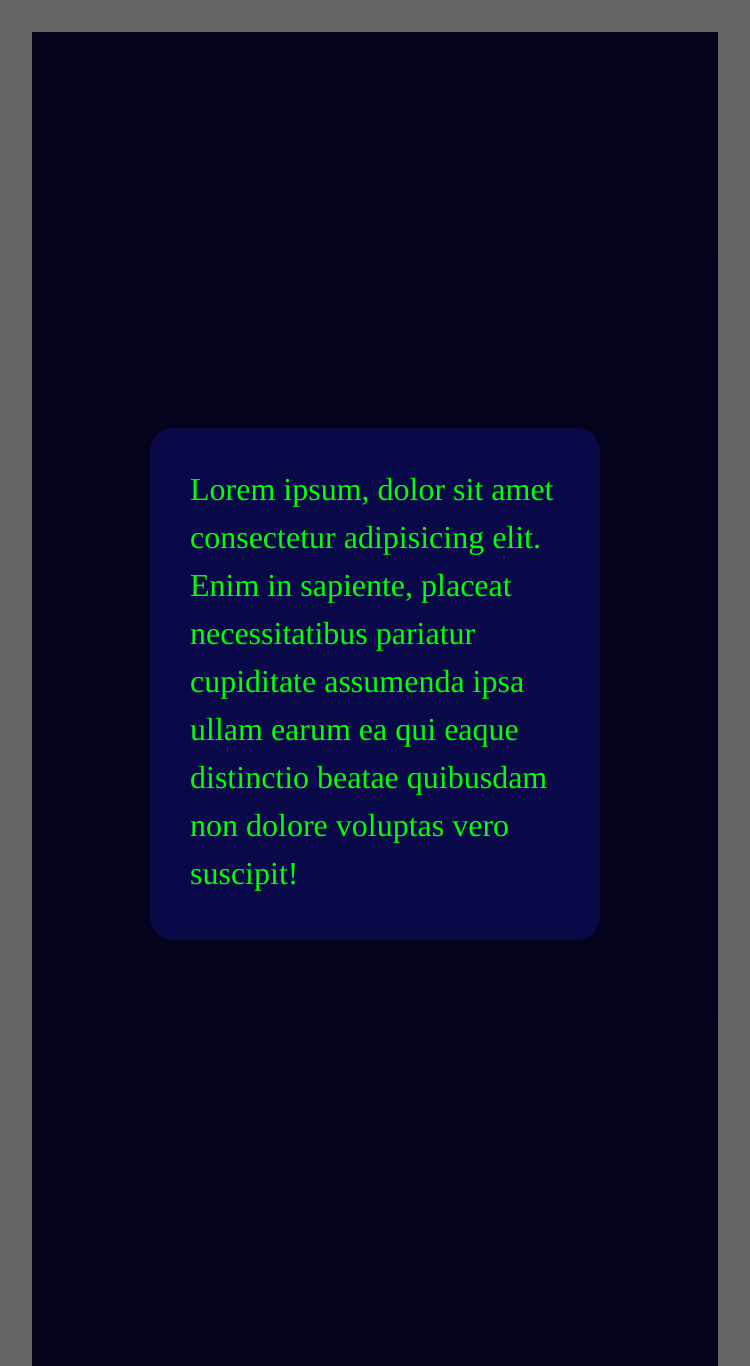 Lorem ipsum, dolor sit amet
consectetur adipisicing elit.
Enim in sapiente, placeat
necessitatibus pariatur
cupiditate assumenda ipsa
ullam earum ea qui eaque
distinctio beatae quibusdam
non dolore voluptas vero
suscipit!